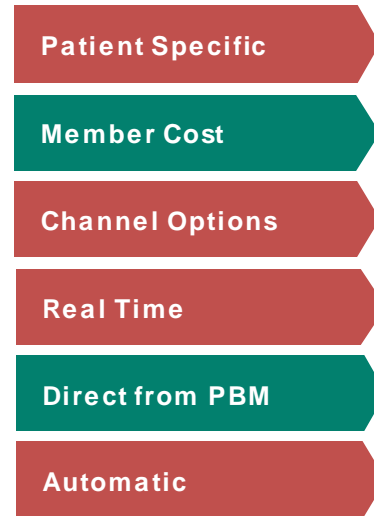 Patient Specific
Member Cost
Channel Options
Real Time
Direct from PBM
Automatic